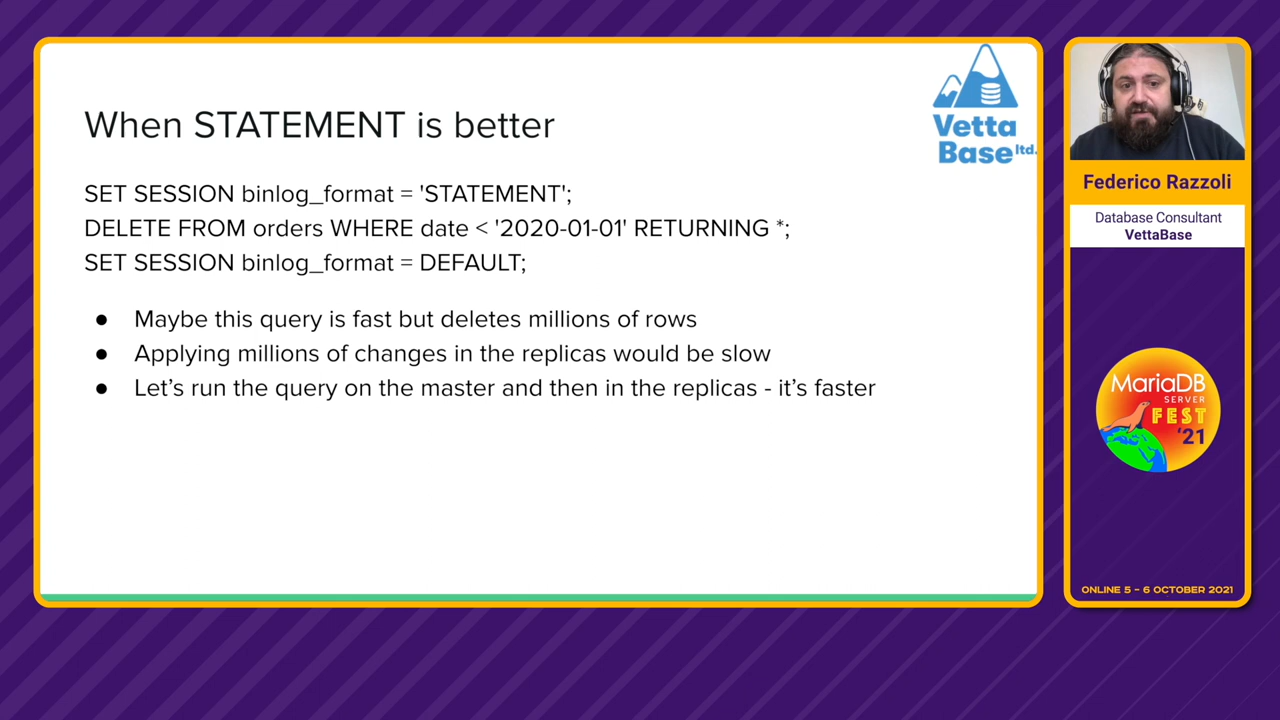 When STATEMENT is better
SET SESSION binlog_format = 'STATEMENT';
DELETE FROM orders WHERE date < '2020-01-01' RETURNING *;
SET SESSION binlog_format = DEFAULT;
● Maybe this query is fast but deletes millions of rows
● Applying millions of changes in the replicas would be slow
● Let's run the query on the master and then in the replicas - it's faster
Vetta
Base ltd.
Federico Razzoli
Database Consultant
VettaBase
MariaDB
SERVER
FEST
'21
ONLINE 5 – 6 OCTOBER 2021